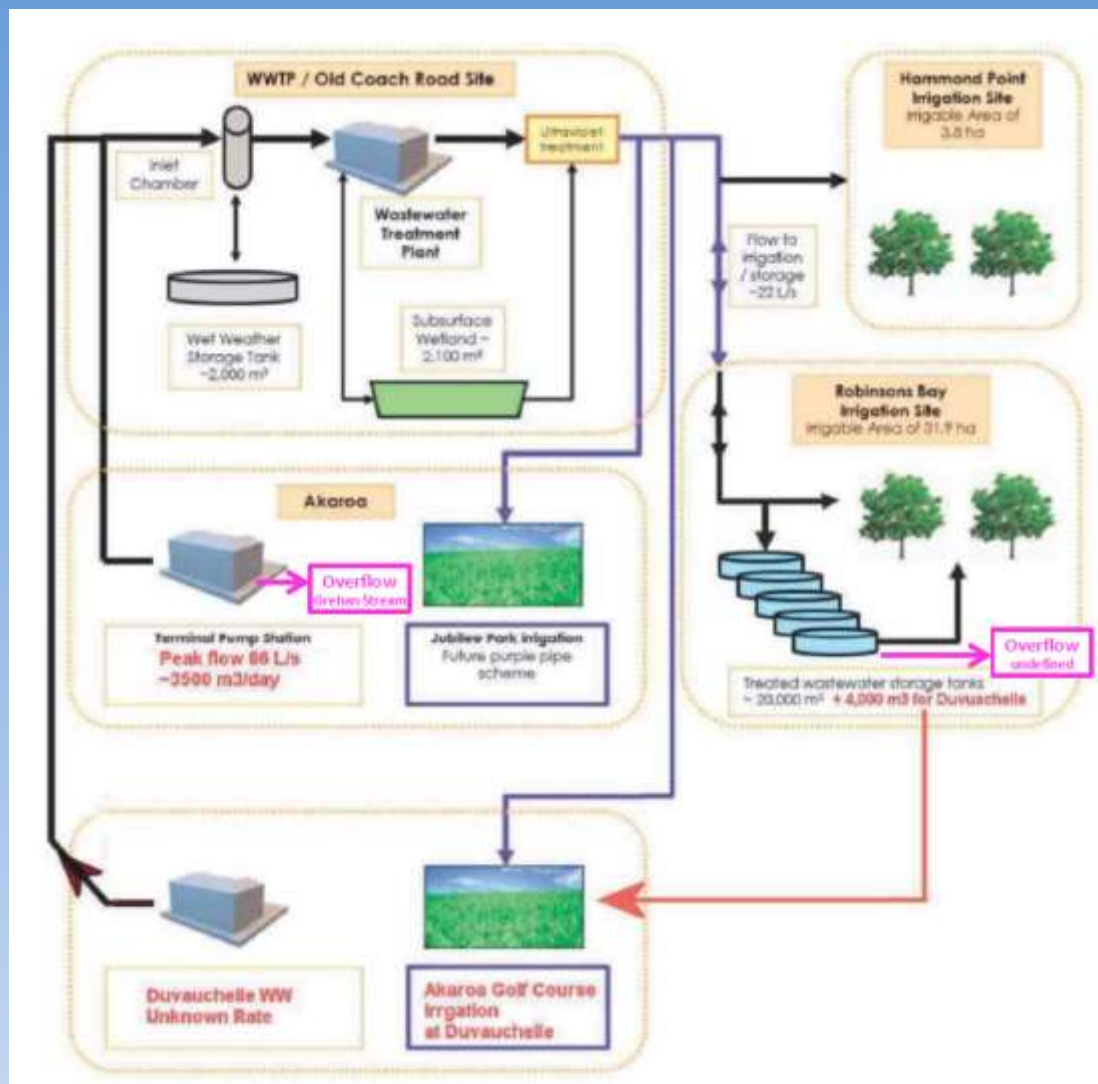 WWTP / Old Coach Road Site
Inlet
Chamber
Wastewater
Treatment
Plant
Ultraviolet
treatment
Wet Weather
Storage Tank
~2,000 m³
Subsurface
Wetland ~
2,100 m²
Flow to
irrigation
/ storage
~22 L/s
Hammond Point
Irrigation Site
Irrigable Area of
3.8 ha
Robinsons Bay
Irrigation Site
Irrigable Area of
Overflow
undefined
Treated wastewater storage tanks
~ 20,000 m³ + 4,000 m3 for Duvuachelle
Akaroa
Overflow
Stream
Terminal Pump Station
Peak flow 66 L/s
~3500 m3/day
Jubilee Park Irrigation
Future purple pipe
scheme
Duvauchelle WW
Unknown Rate
Akaroa Golf Course
Irrgation
at Duvauchelle